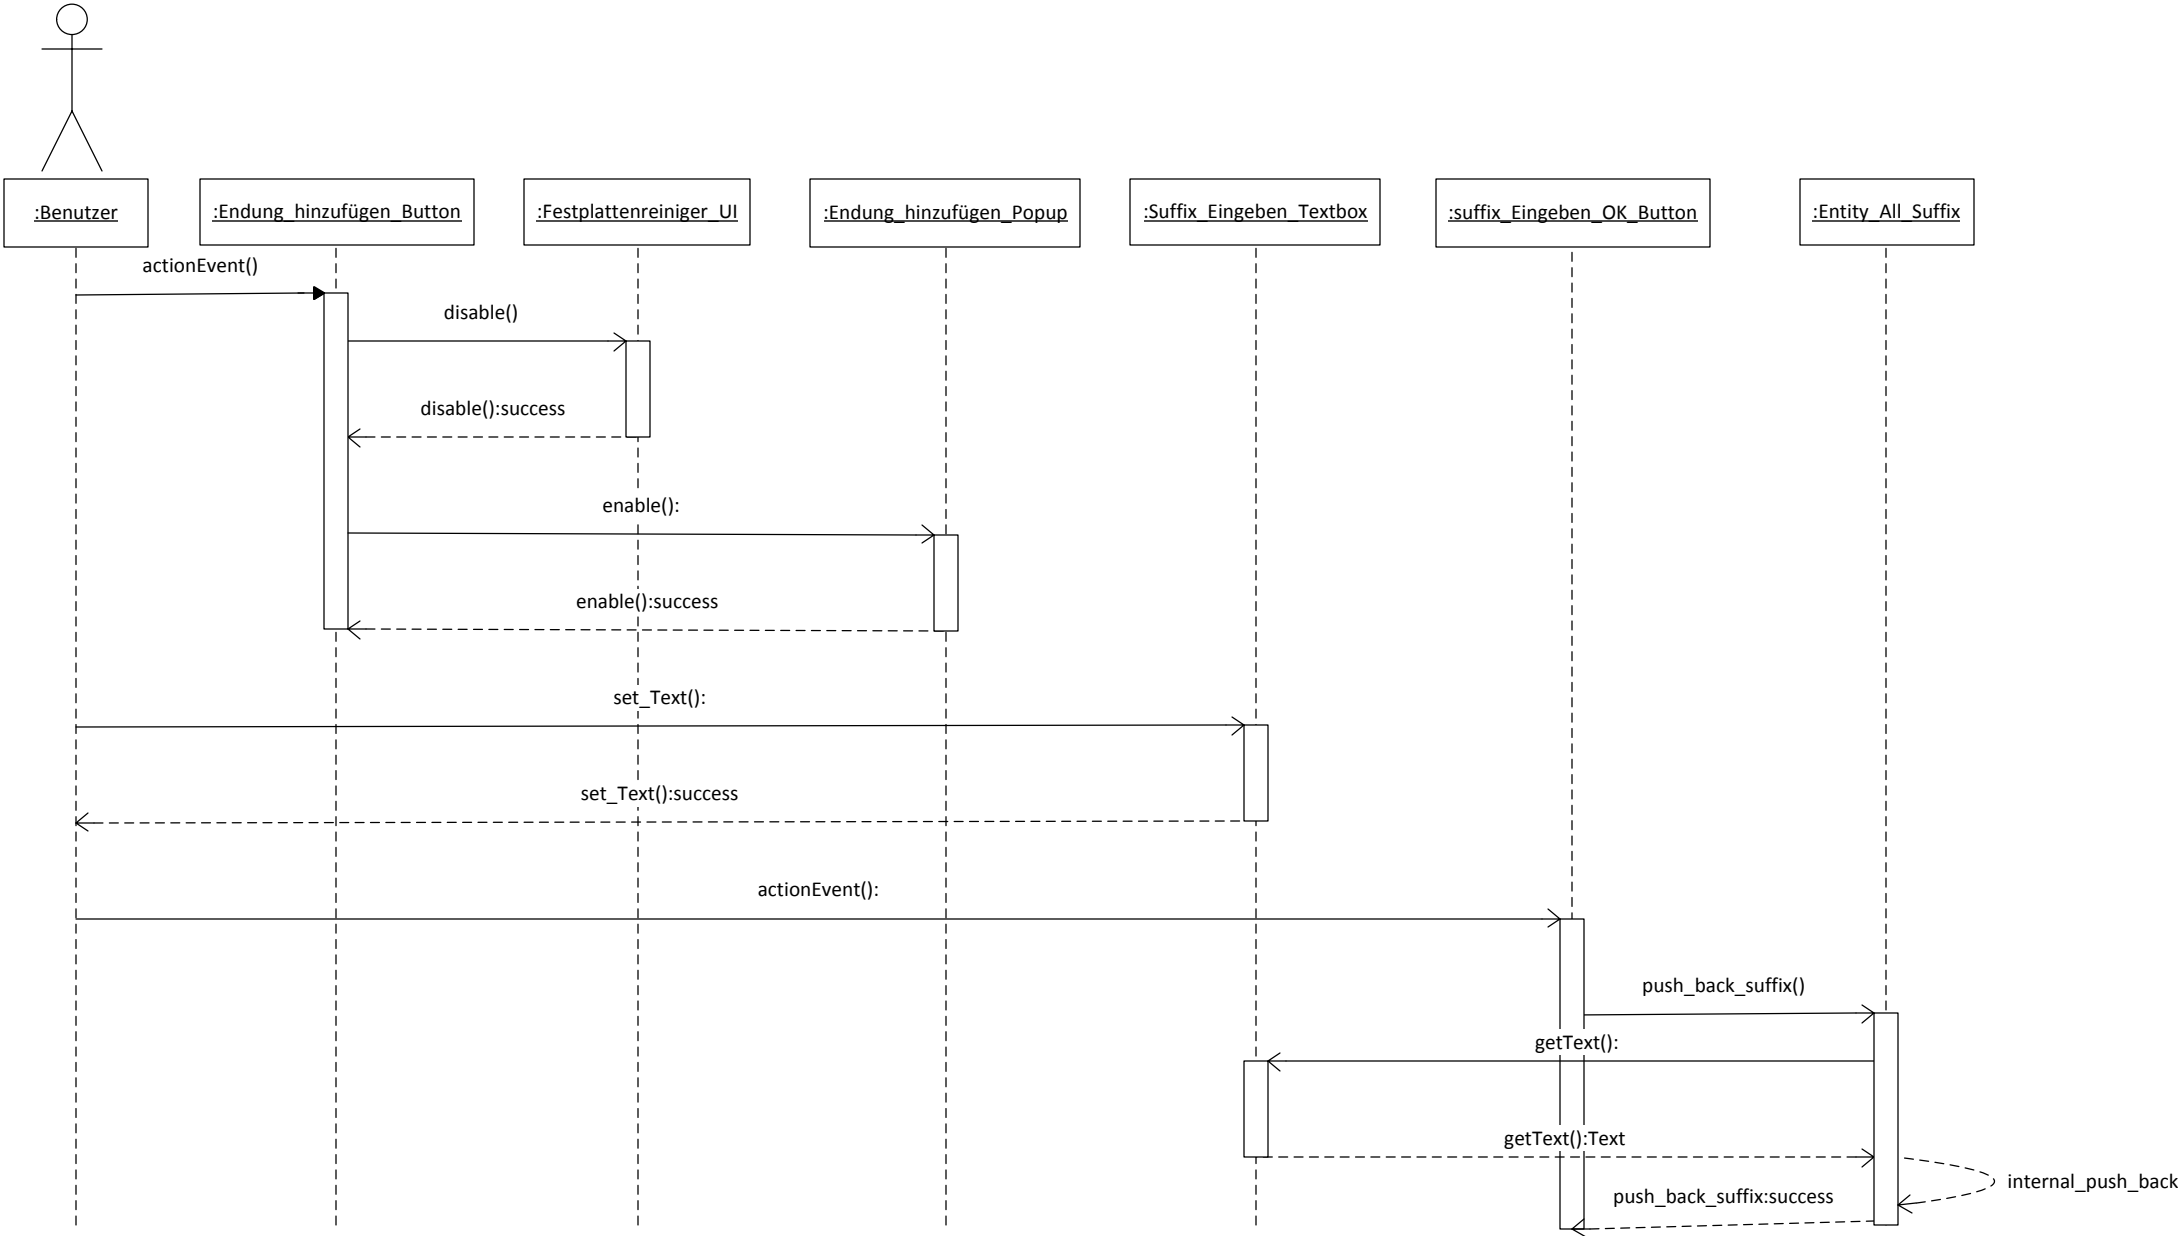 :Benutzer
:Endung_hinzufügen_Button
:Festplattenreiniger_UI
:Endung_hinzufügen_Popup
:Suffix_Eingeben_Textbox
:suffix_Eingeben_OK_Button
:Entity_All_Suffix
actionEvent()
disable()
disable():success
enable():
enable():success
set_Text():
set_Text():success
actionEvent():
push_back_suffix()
getText():
getText():Text
internal_push_back
push_back_suffix:success